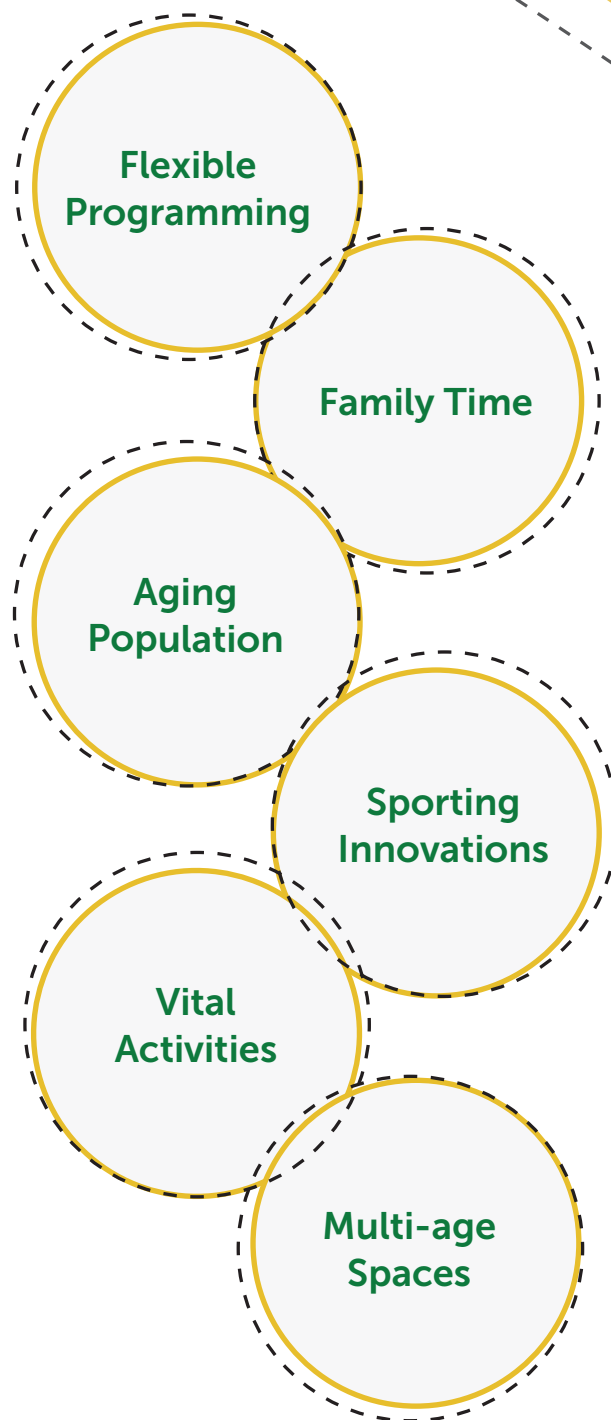 Flexible
Programming
Family Time
Aging
Population
Sporting
Innovations
Vital
Activities
Multi-age
Spaces